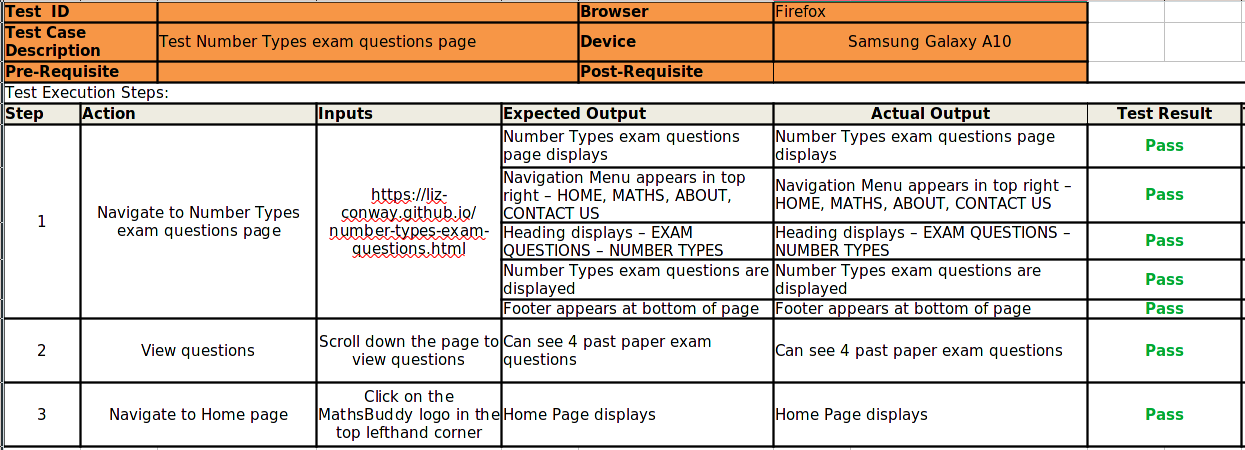 Test  ID
Browser
Firefox
Test Case
Description
Test Number Types exam questions page
Device
Samsung Galaxy A10
Pre-Requisite
Post-Requisite
Test Execution Steps:
Step
Action
Inputs
Expected Output
Actual Output
Test Result
1
Navigate to Number Types
exam questions page
https://liz-
conway.github.io/
number-types-exam-
questions.html
Number Types exam questions
page displays
Number Types exam questions page
displays
Pass
Navigation Menu appears in top
right – HOME, MATHS, ABOUT,
CONTACT US
Navigation Menu appears in top right –
HOME, MATHS, ABOUT, CONTACT US
Pass
Heading displays – EXAM
QUESTIONS – NUMBER TYPES
Heading displays – EXAM QUESTIONS –
NUMBER TYPES
Pass
Number Types exam questions are
displayed
Number Types exam questions are
displayed
Pass
Footer appears at bottom of page
Footer appears at bottom of page
Pass
2
View questions
Scroll down the page to
view questions
Can see 4 past paper exam
questions
Can see 4 past paper exam questions
Pass
3
Navigate to Home page
Click on the
MathsBuddy logo in the
top lefthand corner
Home Page displays
Home Page displays
Pass